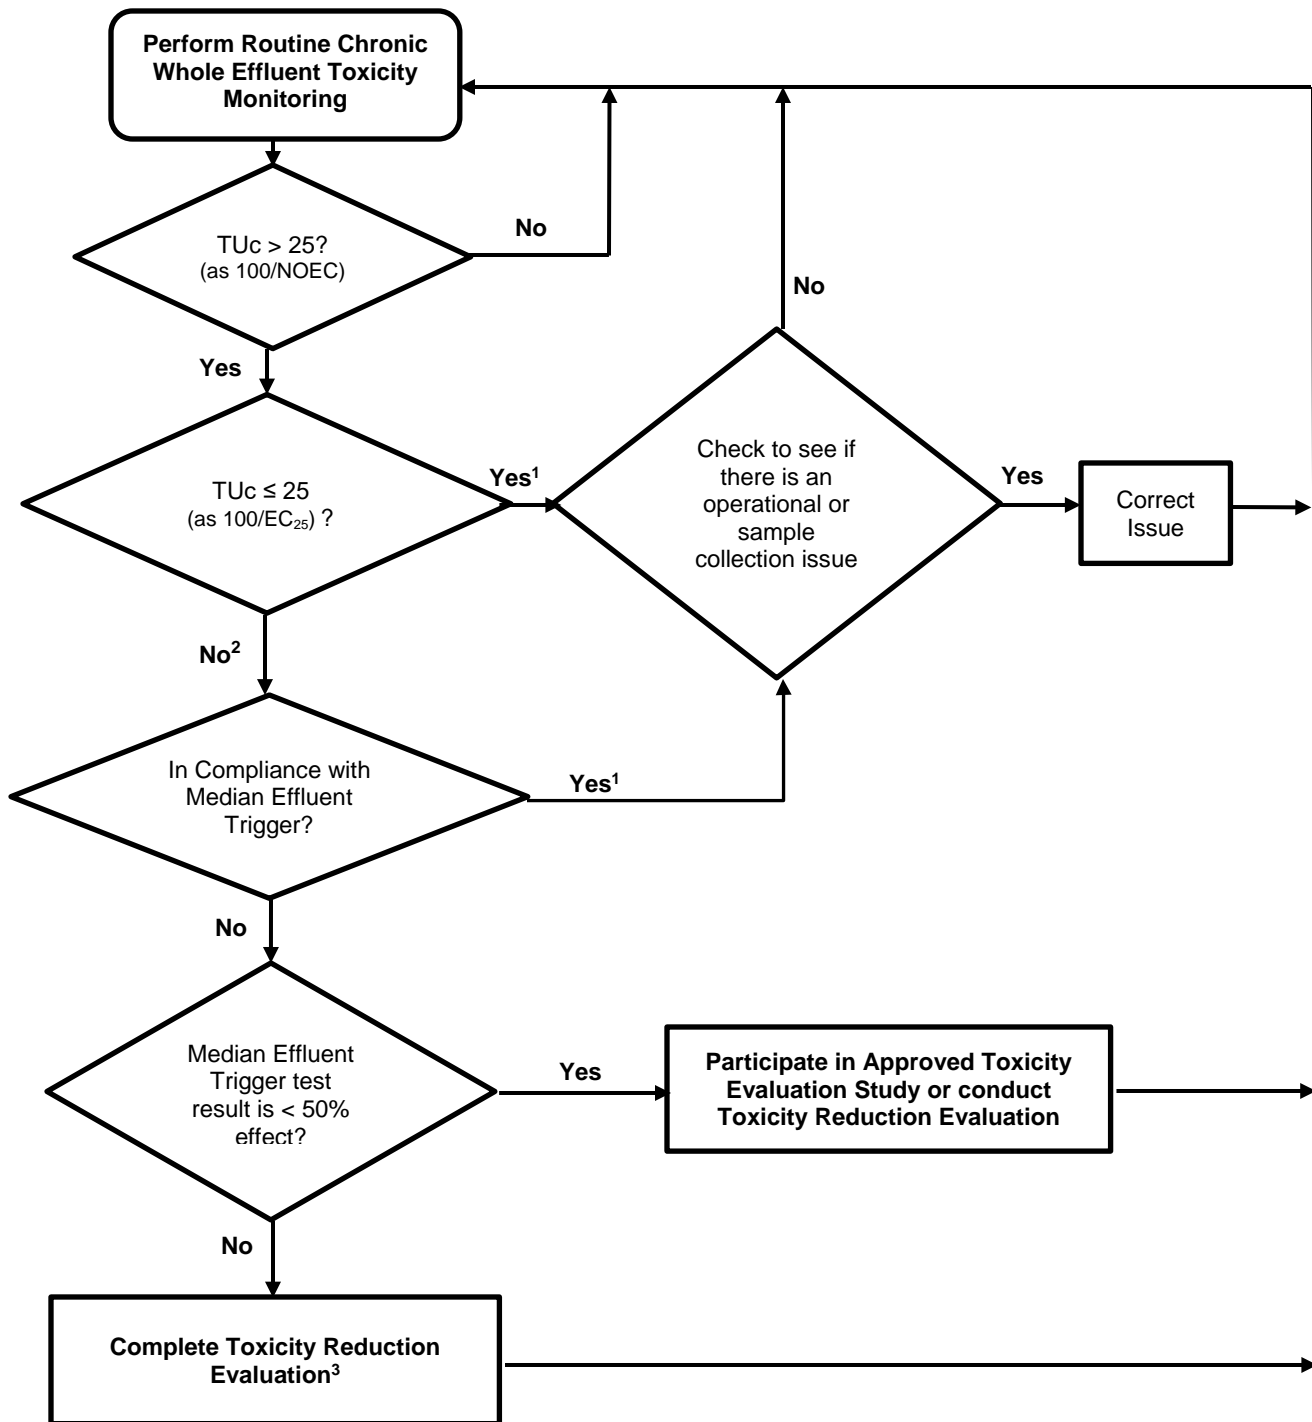 Perform Routine Chronic
Whole Effluent Toxicity
Monitoring
TUc > 25?
(as 100/NOEC)
No
Yes
No
TUc ≤ 25
(as 100/EC₂₅) ?
Yes¹
Check to see if
there is an
operational or
sample
collection issue
Yes
Correct
Issue
No²
In Compliance with
Median Effluent
Trigger?
Yes¹
No
Median Effluent
Trigger test
result is < 50%
effect?
Yes
Participate in Approved Toxicity
Evaluation Study or conduct
Toxicity Reduction Evaluation
No
Complete Toxicity Reduction
Evaluation³